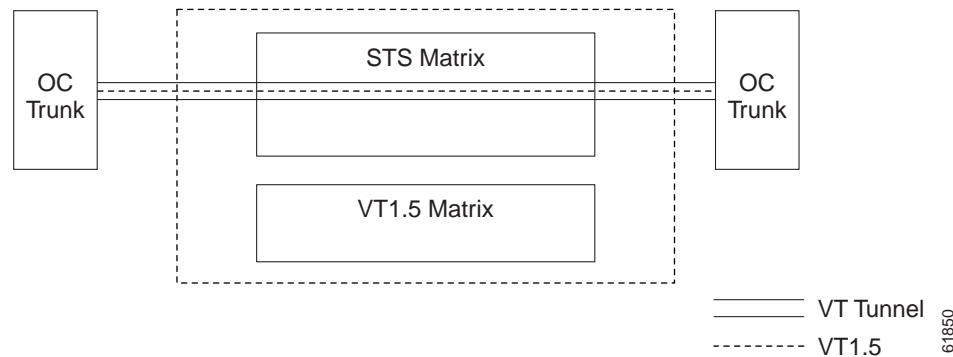 STS Matrix
OC
Trunk
OC
Trunk
VT1.5 Matrix
VT Tunnel
VT1.5
61850